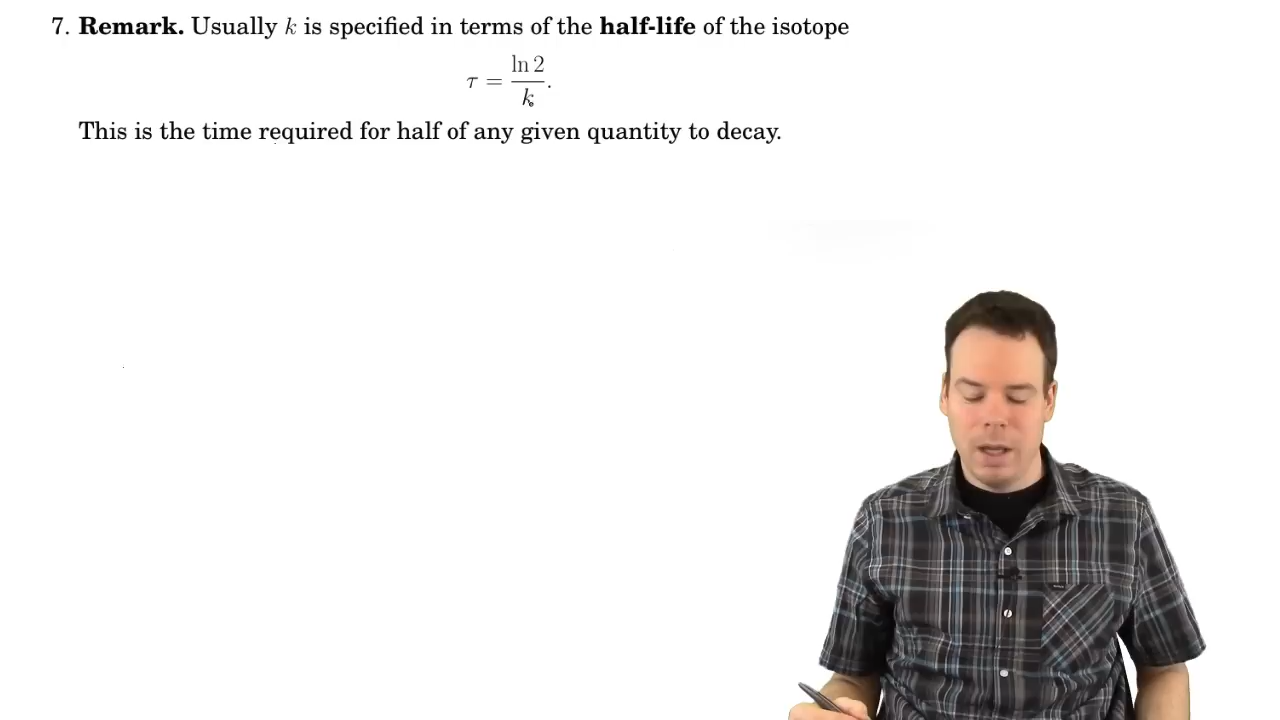 7. Remark. Usually k is specified in terms of the half-life of the isotope
τ = ln 2 / k.
This is the time required for half of any given quantity to decay.